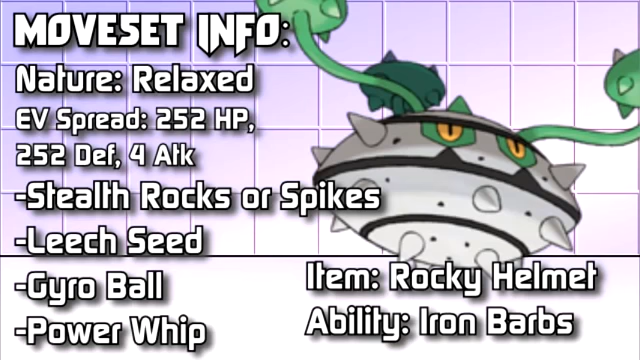 MOVESET INFO:
Nature: Relaxed
EV Spread: 252 HP,
252 Def, 4 Atk
-Stealth Rocks or Spikes
-Leech Seed
-Gyro Ball
-Power Whip
Item: Rocky Helmet
Ability: Iron Barbs